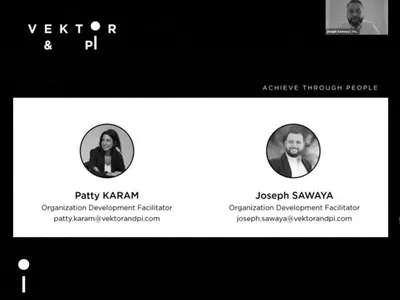 VEKTOR
& PI
ACHIEVE THROUGH PEOPLE
Patty KARAM
Organization Development Facilitator
patty.karam@vektorandpi.com
Joseph SAWAYA
Organization Development Facilitator
joseph.sawaya@vektorandpi.com